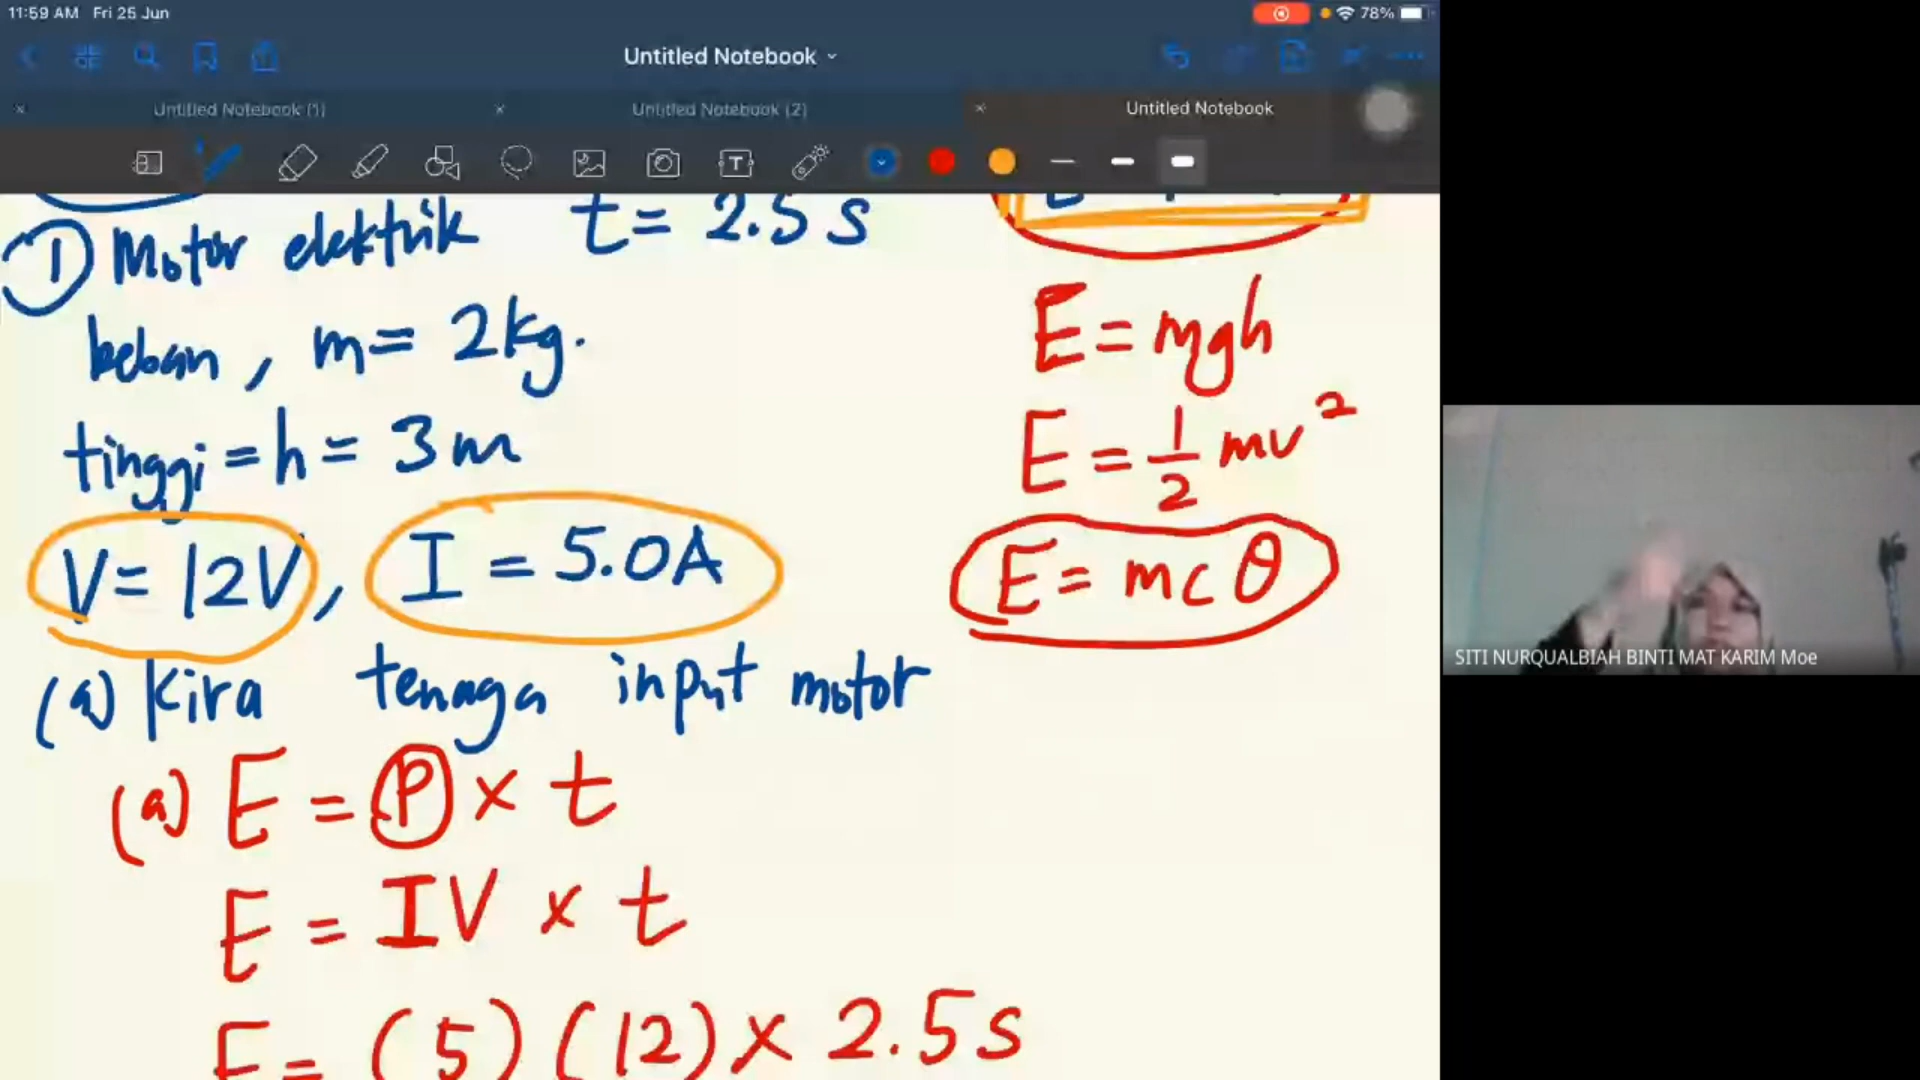 11:59 AM Fri 25 Jun
78%
Untitled Notebook
Untitled Notebook (1)
Untitled Notebook (2)
Untitled Notebook
T
① Motor elektrik t = 2.5 s
beban, m = 2kg.
tinggi = h = 3m
V = 12V, I = 5.0A
(a) Kira tenaga input motor
(a) E = P × t
E = IV × t
E = (5) (12) × 2.5s
E = mgh
E = 1/2 mv²
E = mcθ
SITI NURQUALBIAH BINTI MAT KARIM Moe